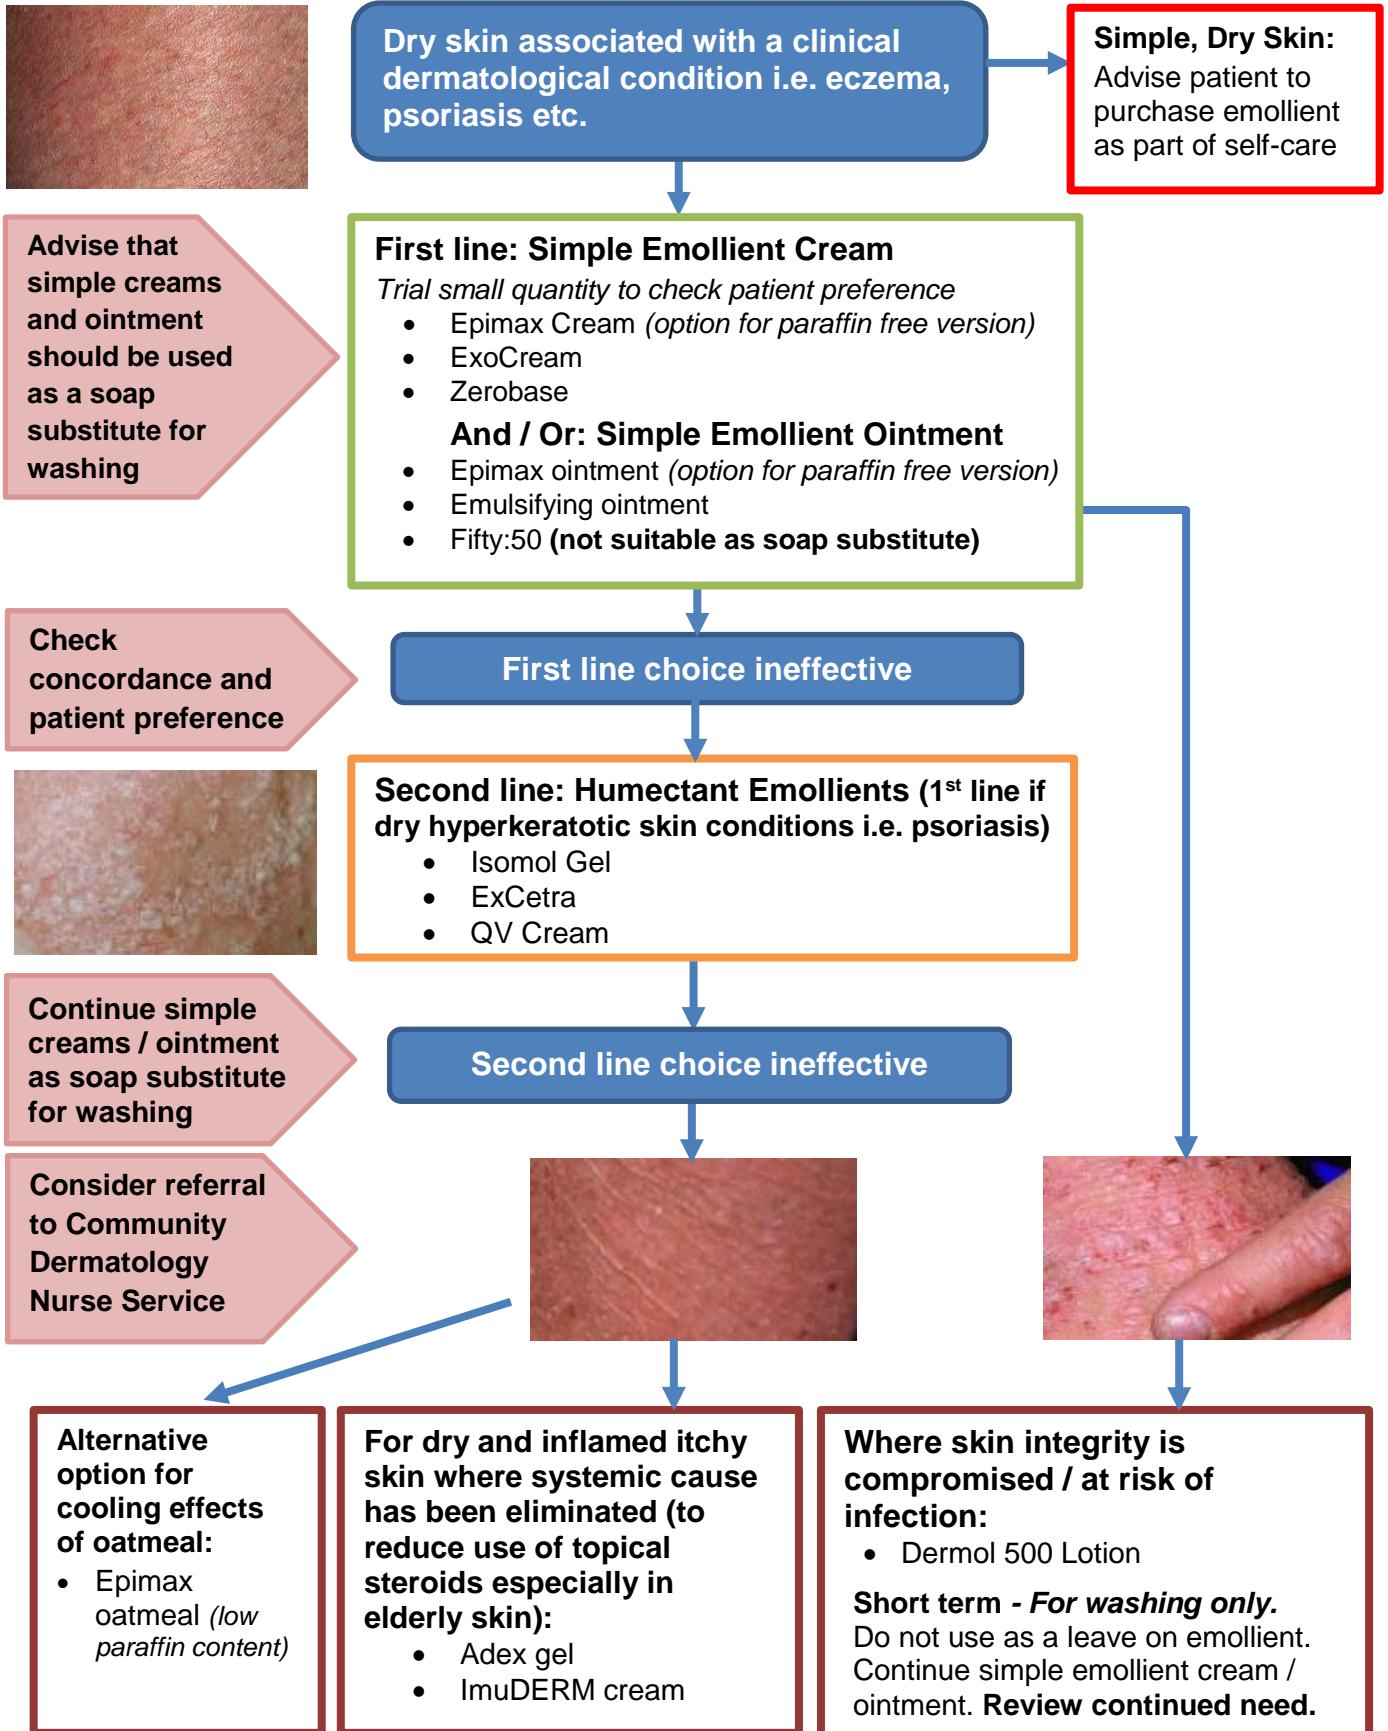 Dry skin associated with a clinical
dermatological condition i.e. eczema,
psoriasis etc.
Simple, Dry Skin:
Advise patient to
purchase emollient
as part of self-care
Advise that
simple creams
and ointment
should be used
as a soap
substitute for
washing
First line: Simple Emollient Cream
Trial small quantity to check patient preference
• Epimax Cream (option for paraffin free version)
• ExoCream
• Zerobase
And / Or: Simple Emollient Ointment
• Epimax ointment (option for paraffin free version)
• Emulsifying ointment
• Fifty:50 (not suitable as soap substitute)
Check
concordance and
patient preference
First line choice ineffective
Second line: Humectant Emollients (1st line if
dry hyperkeratotic skin conditions i.e. psoriasis)
• Isomol Gel
• ExCetra
• QV Cream
Continue simple
creams / ointment
as soap substitute
for washing
Second line choice ineffective
Consider referral
to Community
Dermatology
Nurse Service
Alternative
option for
cooling effects
of oatmeal:
• Epimax
oatmeal (low
paraffin content)
For dry and inflamed itchy
skin where systemic cause
has been eliminated (to
reduce use of topical
steroids especially in
elderly skin):
• Adex gel
• ImuDERM cream
Where skin integrity is
compromised / at risk of
infection:
• Dermol 500 Lotion
Short term - For washing only.
Do not use as a leave on emollient.
Continue simple emollient cream /
ointment. Review continued need.